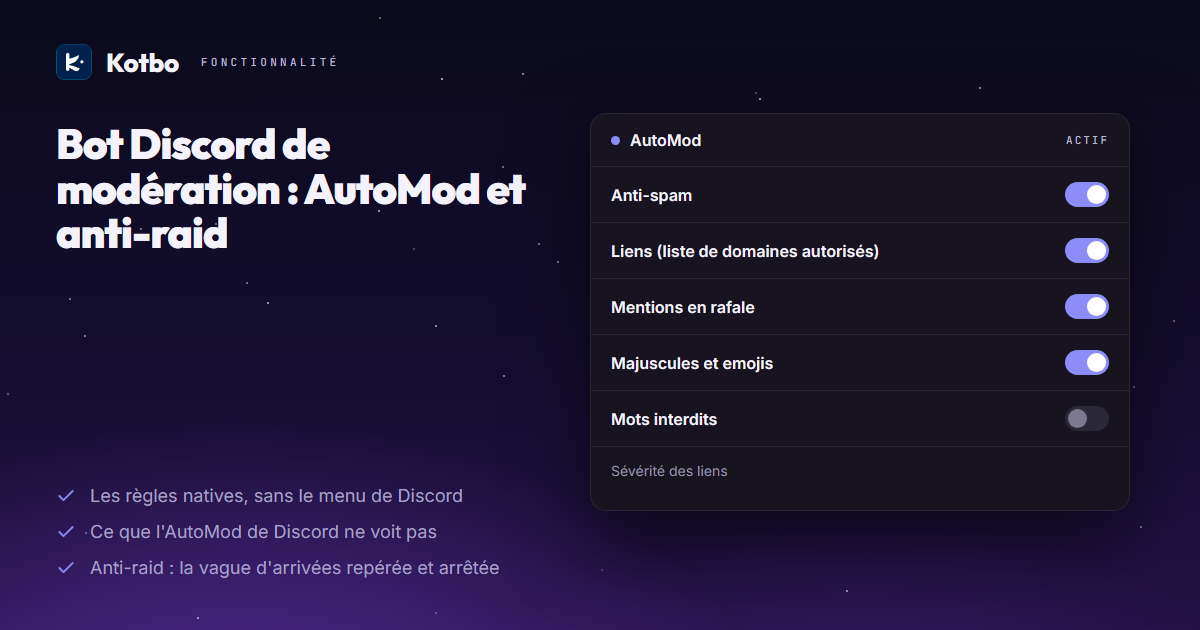 Kotbo FONCTIONNALITÉ
Bot Discord de
modération : AutoMod et
anti-raid
Les règles natives, sans le menu de Discord
Ce que l'AutoMod de Discord ne voit pas
Anti-raid : la vague d'arrivées repérée et arrêtée
AutoMod ACTIF
Anti-spam
Liens (liste de domaines autorisés)
Mentions en rafale
Majuscules et emojis
Mots interdits
Sévérité des liens